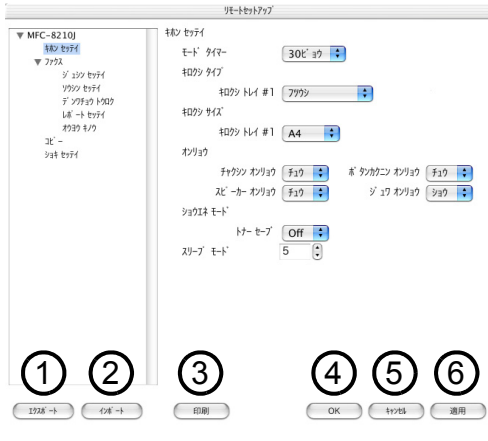 リモートセットアップ
▼ MFC-8210J
キホン セッテイ
▼ ファクス
ジュシン セッテイ
ソウシン セッテイ
デンワチョウ トウロク
レポート セッテイ
オウヨウ キノウ
コピー
ショキ セッテイ
キホン セッテイ
モード タイマー 30ビョウ
キロクシ タイプ
キロクシ トレイ #1 フツウシ
キロクシ サイズ
キロクシ トレイ #1 A4
オンリョウ
チャクシン オンリョウ チュウ ボタンカクニン オンリョウ チュウ
スピーカー オンリョウ チュウ ジュワ オンリョウ ショウ
ショウエネ モード
トナー セーブ Off
スリープ モード 5
1 2 3 4 5 6
エクスポート インポート 印刷 OK キャンセル 適用